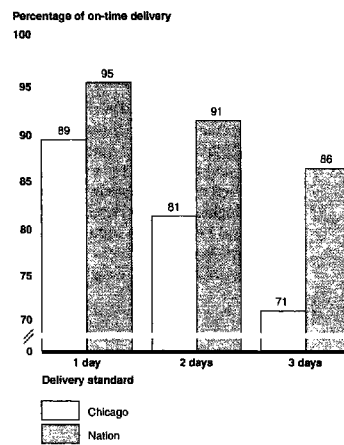 Percentage of on-time delivery
100
95
95
91
90
89
86
85
81
80
75
71
70
0
1 day 2 days 3 days
Delivery standard
Chicago
Nation